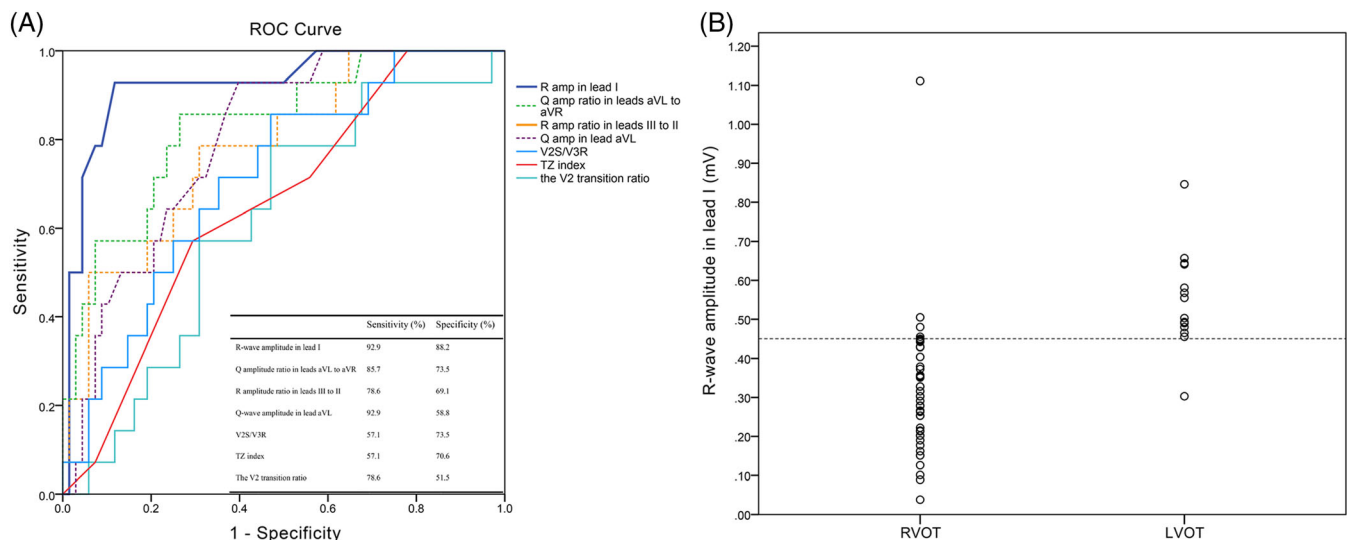 (A)
ROC Curve
1.0
0.8
0.6
0.4
0.2
0.0
Sensitivity
0.0 0.2 0.4 0.6 0.8 1.0
1 - Specificity
R amp in lead I
Q amp ratio in leads aVL to
aVR
R amp ratio in leads III to II
Q amp in lead aVL
V2S/V3R
TZ index
the V2 transition ratio
Sensitivity (%) Specificity (%)
R-wave amplitude in lead I 92.9 88.2
Q amplitude ratio in leads aVL to aVR 85.7 73.5
R amplitude ratio in leads III to II 78.6 69.1
Q-wave amplitude in lead aVL 92.9 58.8
V2S/V3R 57.1 73.5
TZ index 57.1 70.6
The V2 transition ratio 78.6 51.5
(B)
1.20
1.10
1.00
.90
.80
.70
.60
.50
.40
.30
.20
.10
.00
R-wave amplitude in lead I (mV)
RVOT LVOT